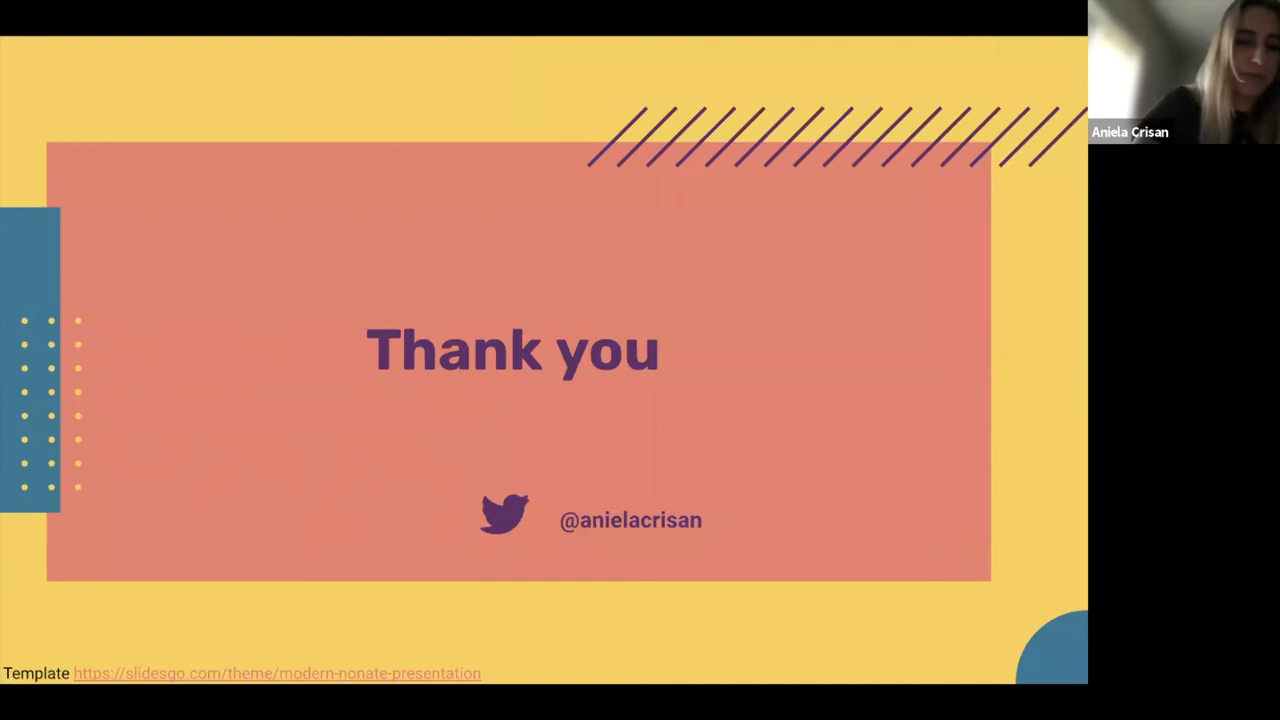 Aniela Crisan
Thank you
@anielacrisan
Template https://slidesgo.com/theme/modern-nonate-presentation